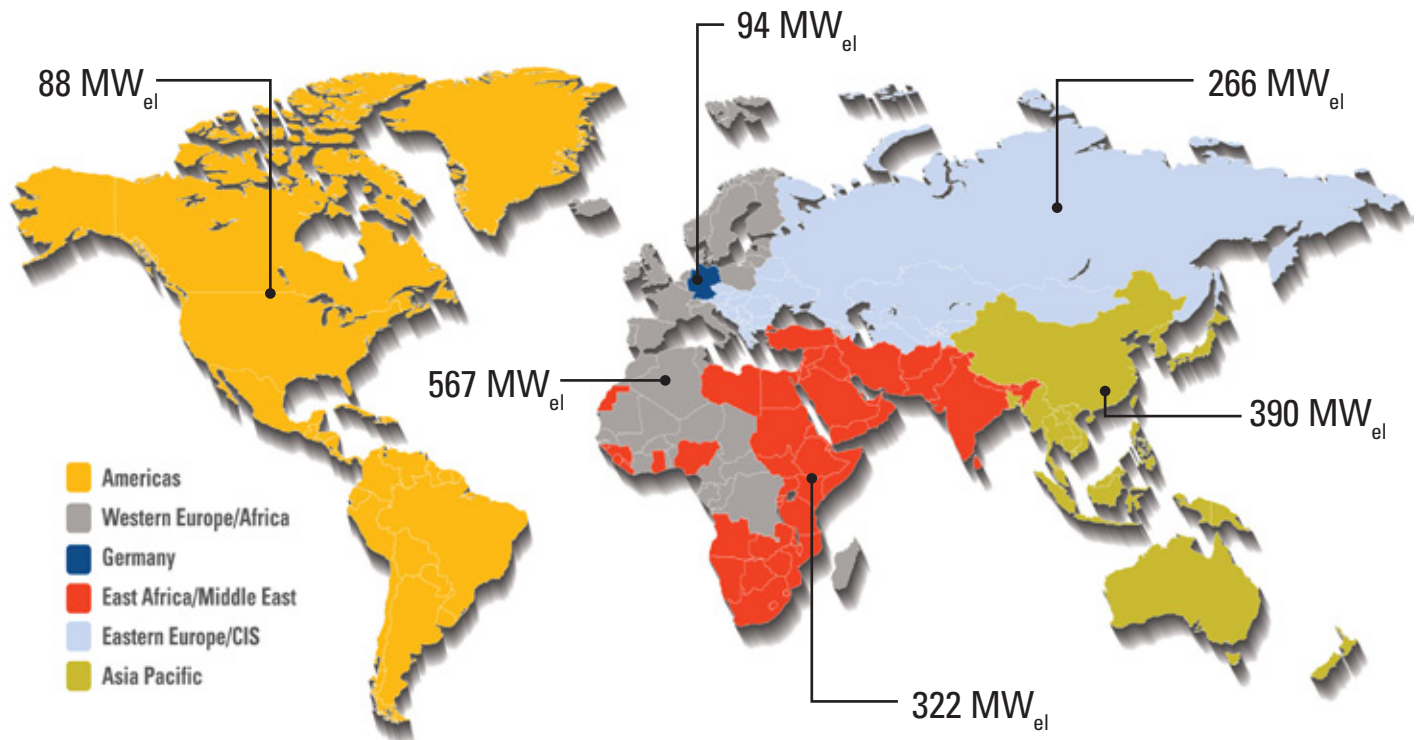 94 MWel
88 MWel
266 MWel
567 MWel
390 MWel
Americas
Western Europe/Africa
Germany
East Africa/Middle East
Eastern Europe/CIS
Asia Pacific
322 MWel